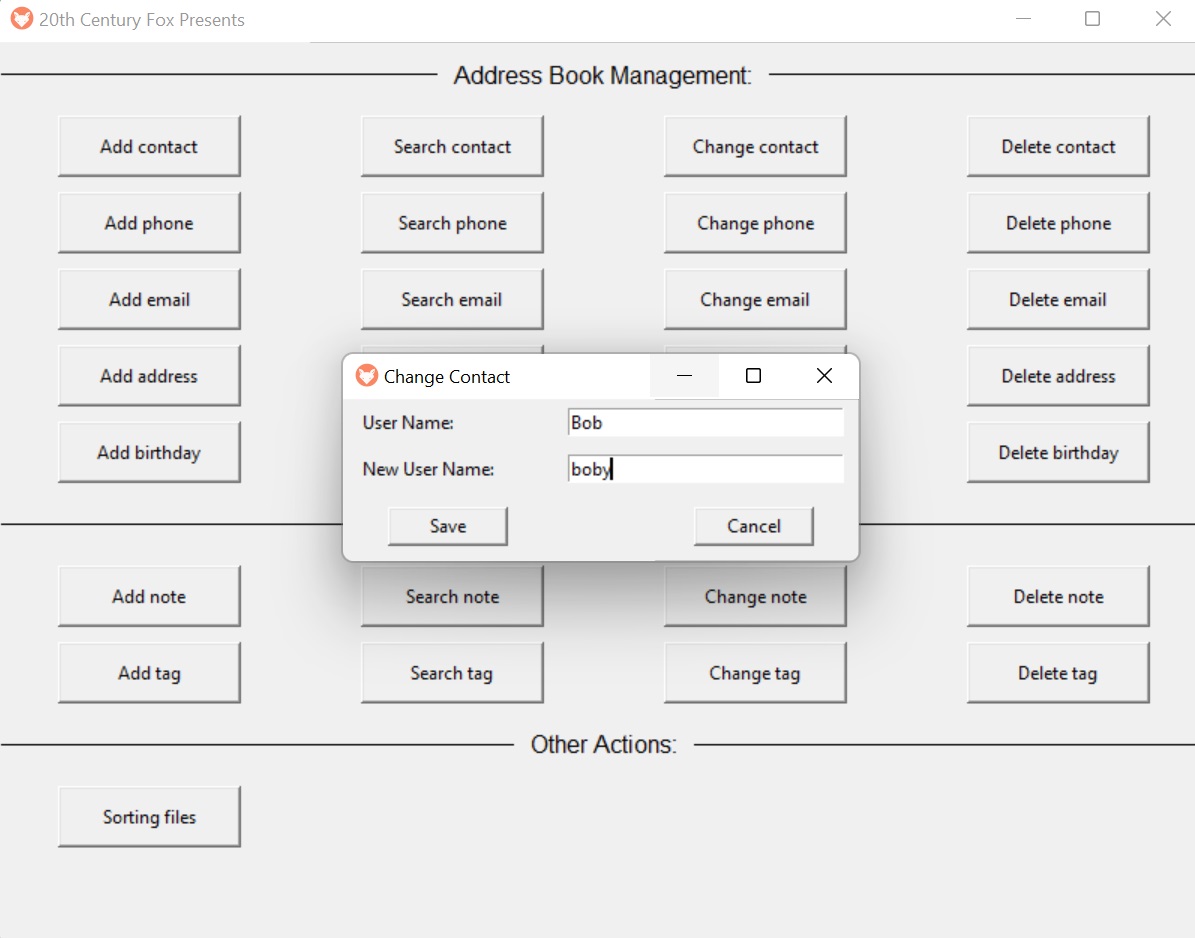 20th Century Fox Presents
Address Book Management:
Add contact Search contact Change contact Delete contact
Add phone Search phone Change phone Delete phone
Add email Search email Change email Delete email
Add address Delete address
Add birthday Delete birthday
Change Contact
User Name: Bob
New User Name: boby
Save Cancel
Add note Search note Change note Delete note
Add tag Search tag Change tag Delete tag
Other Actions:
Sorting files